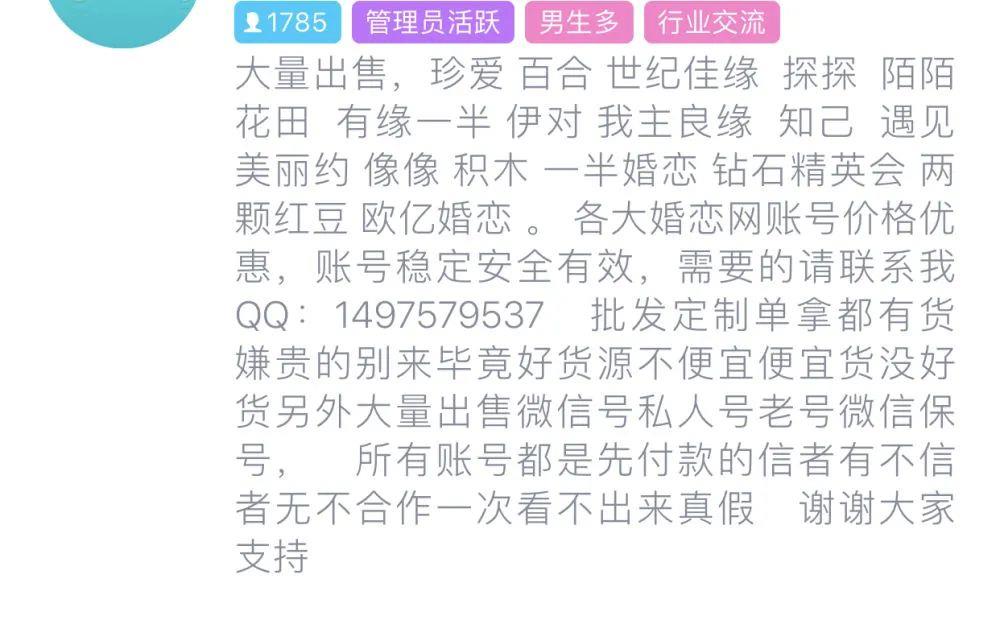 1785 管理员活跃 男生多 行业交流
大量出售，珍爱 百合 世纪佳缘 探探 陌陌
花田 有缘一半 伊对 我主良缘 知己 遇见
美丽约 像像 积木 一半婚恋 钻石精英会 两
颗红豆 欧亿婚恋 。 各大婚恋网账号价格优
惠，账号稳定安全有效，需要的请联系我
QQ：1497579537 批发定制单拿都有货
嫌贵的别来毕竟好货源不便宜便宜货没好
货另外大量出售微信号私人号老号微信保
号， 所有账号都是先付款的信者有不信
者无不合作一次看不出来真假 谢谢大家
支持